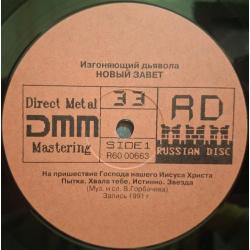 Изгоняющий дьявола
НОВЫЙ ЗАВЕТ
Direct Metal
DMM
Mastering
33
SIDE 1
R60 00663
RD
RUSSIAN DISC
На пришествие Господа нашего Иисуса Христа
Пытка. Хвала тебе. Истинно. Звезда
(Муз. и сл. В.Горбачева)
Запись 1991 г